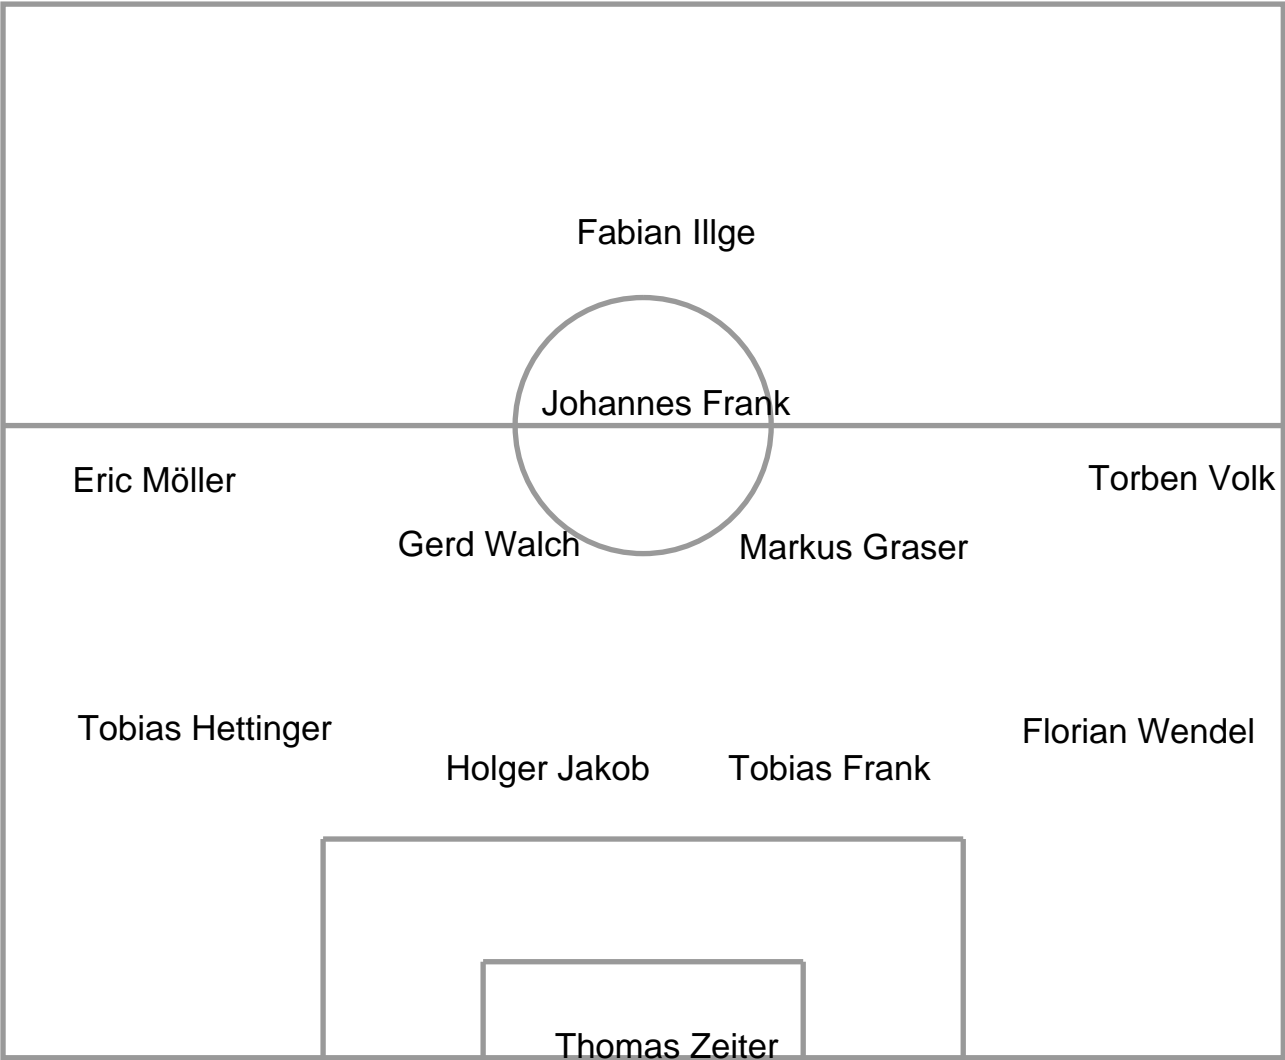 Fabian Illge
Johannes Frank
Eric Möller
Torben Volk
Gerd Walch
Markus Graser
Tobias Hettinger
Florian Wendel
Holger Jakob
Tobias Frank
Thomas Zeiter